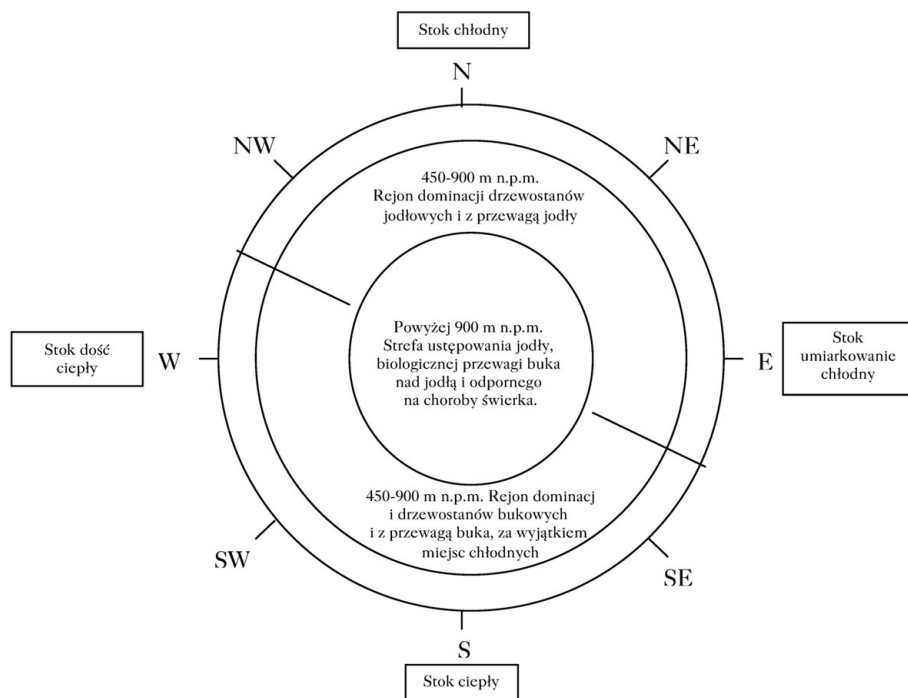 Stok chłodny
N
NW
NE
450-900 m n.p.m.
Rejon dominacji drzewostanów
jodłowych i z przewagą jodły
Stok dość
ciepły
W
Powyżej 900 m n.p.m.
Strefa ustępowania jodły,
biologicznej przewagi buka
nad jodłą i odpornego
na choroby świerka.
E
Stok
umiarkowanie
chłodny
450-900 m n.p.m. Rejon dominacj
i drzewostanów bukowych
i z przewagą buka, za wyjątkiem
miejsc chłodnych
SW
SE
S
Stok ciepły